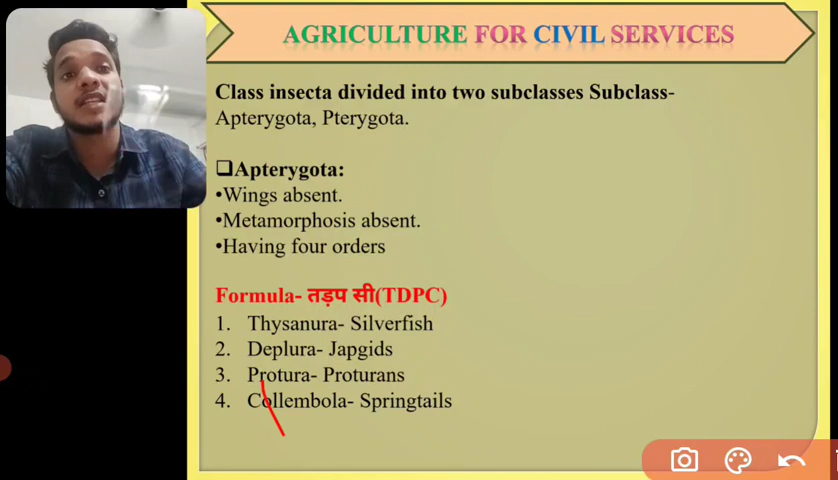 AGRICULTURE FOR CIVIL SERVICES
Class insecta divided into two subclasses Subclass-
Apterygota, Pterygota.
❑Apterygota:
•Wings absent.
•Metamorphosis absent.
•Having four orders
Formula- तड़प सी(TDPC)
1. Thysanura- Silverfish
2. Deplura- Japgids
3. Protura- Proturans
4. Collembola- Springtails